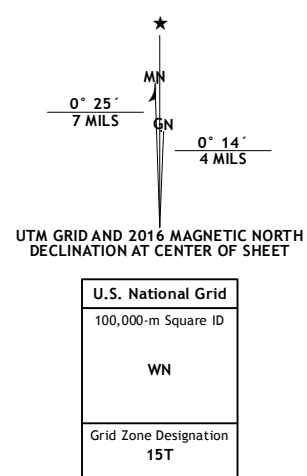 MN
0° 25´
7 MILS
GN
0° 14´
4 MILS
UTM GRID AND 2016 MAGNETIC NORTH
DECLINATION AT CENTER OF SHEET
U.S. National Grid
100,000-m Square ID
WN
Grid Zone Designation
15T